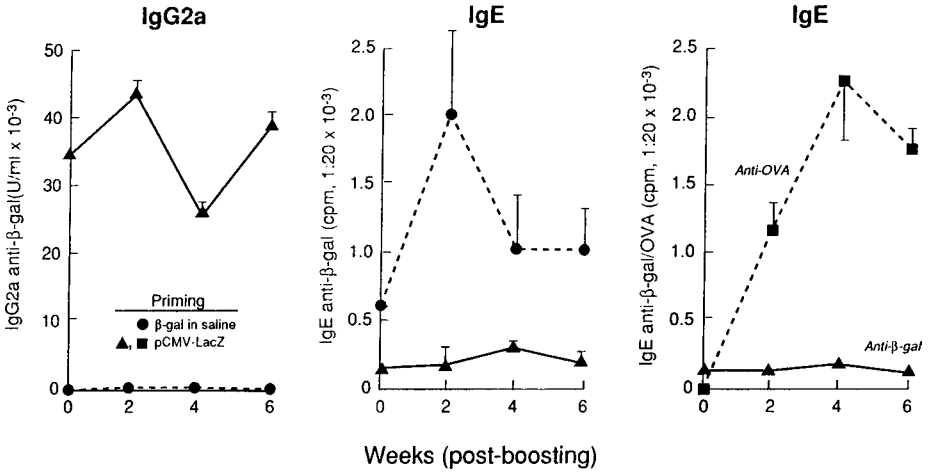 IgG2a
IgG2a anti-β-gal(U/ml x 10⁻³)
50
40
30
20
10
0
Priming
β-gal in saline
, pCMV-LacZ
0 2 4 6
IgE
IgE anti-β-gal (cpm, 1:20 x 10⁻³)
2.5
2.0
1.5
1.0
0.5
0
0 2 4 6
IgE
IgE anti-β-gal/OVA (cpm, 1:20 x 10⁻³)
2.5
2.0
1.5
1.0
0.5
0
Anti-OVA
Anti-β-gal
0 2 4 6
Weeks (post-boosting)